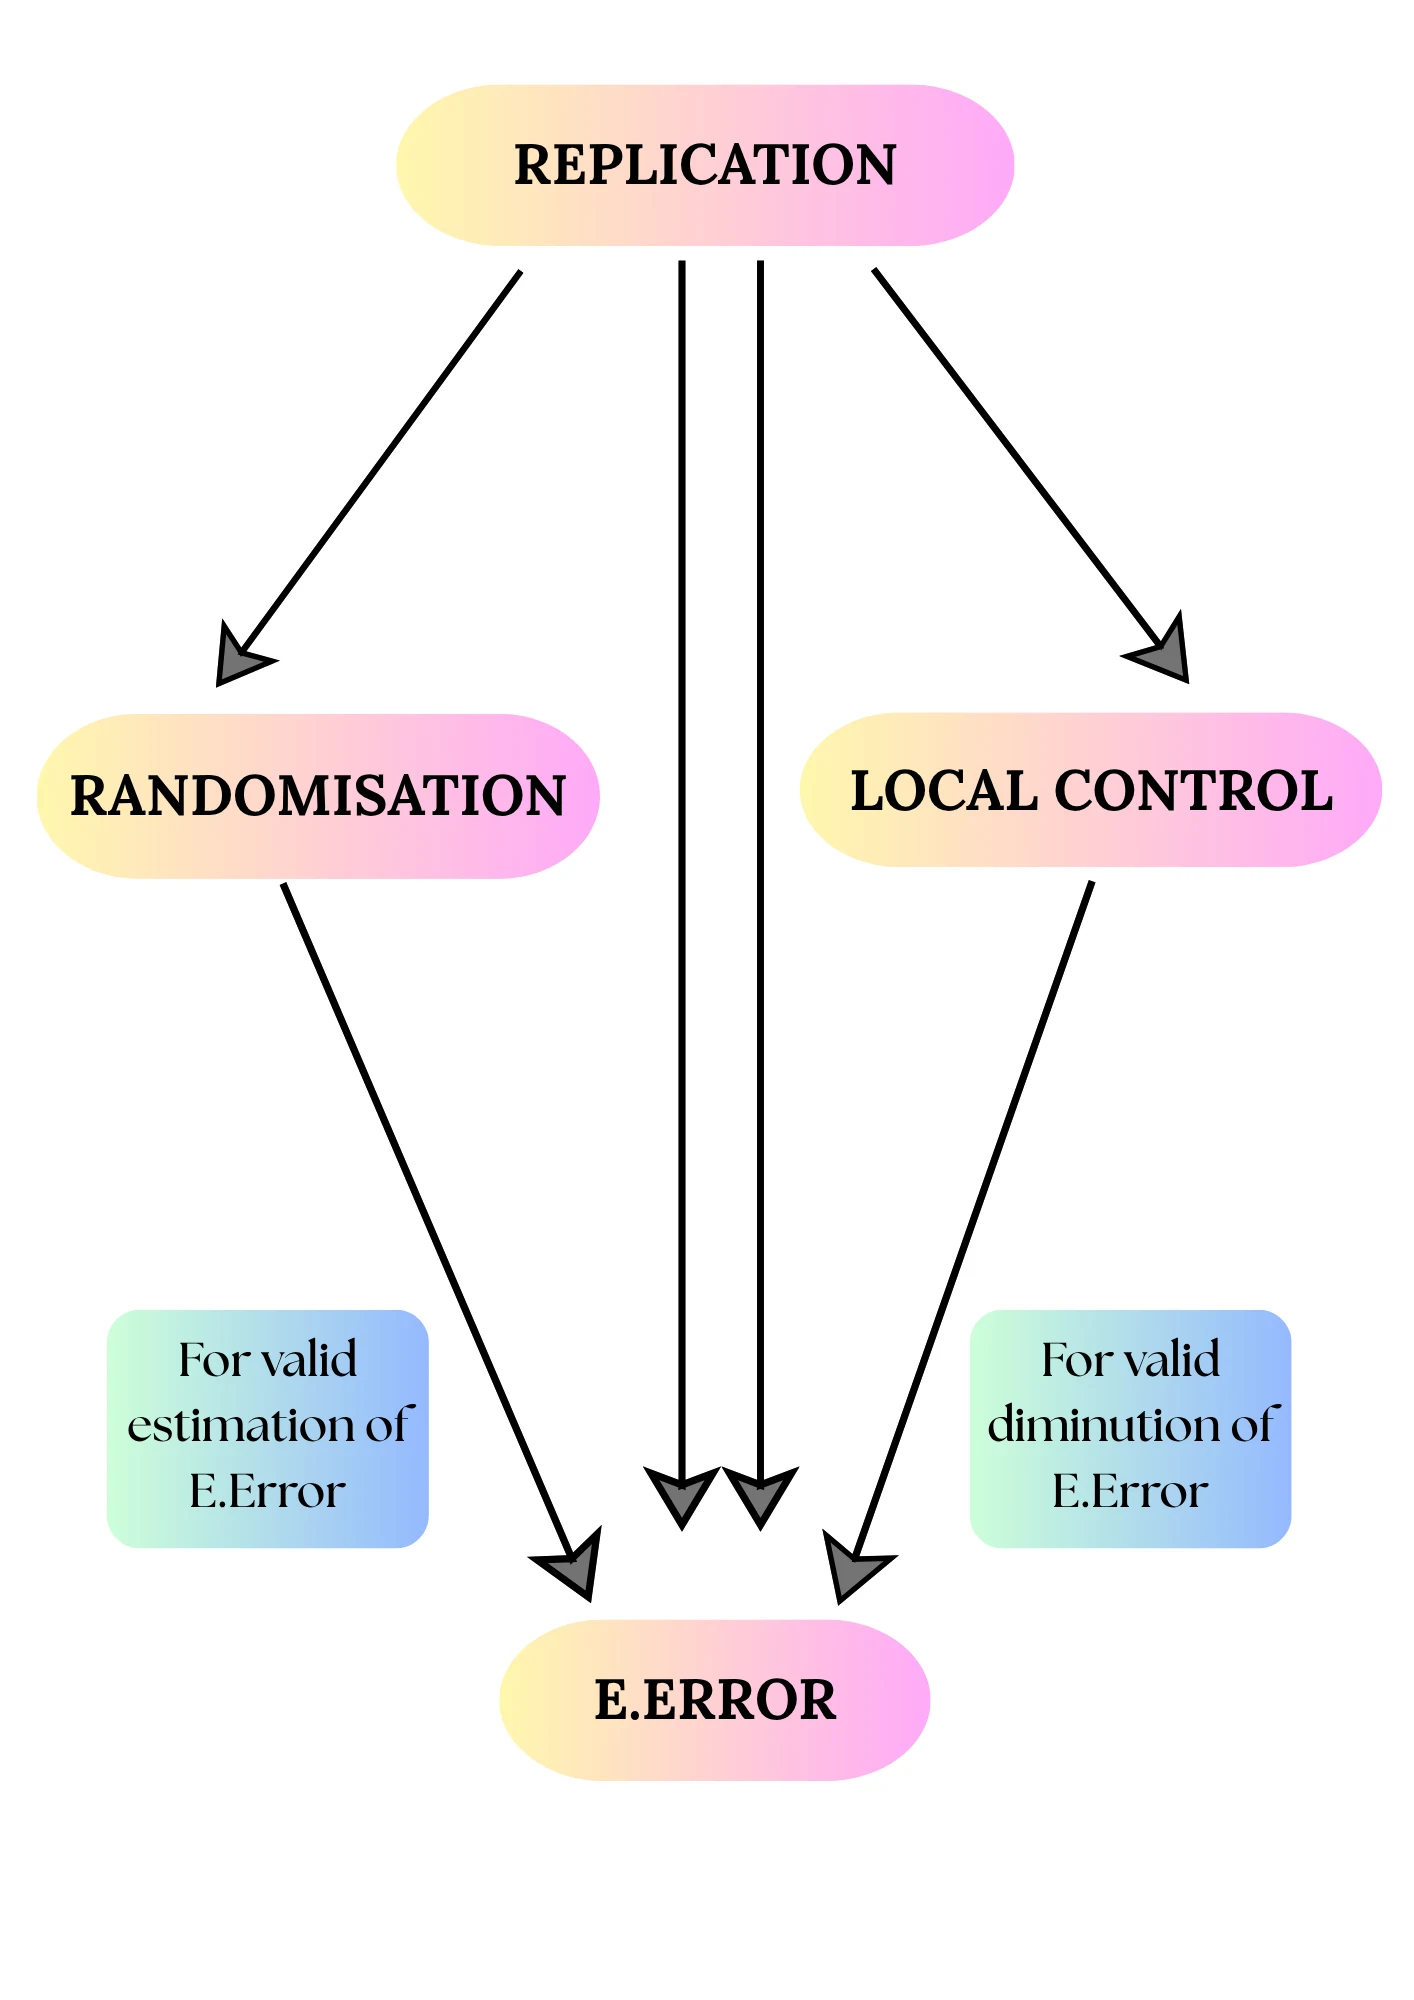 REPLICATION
RANDOMISATION
LOCAL CONTROL
For valid
estimation of
E.Error
For valid
diminution of
E.Error
E.ERROR